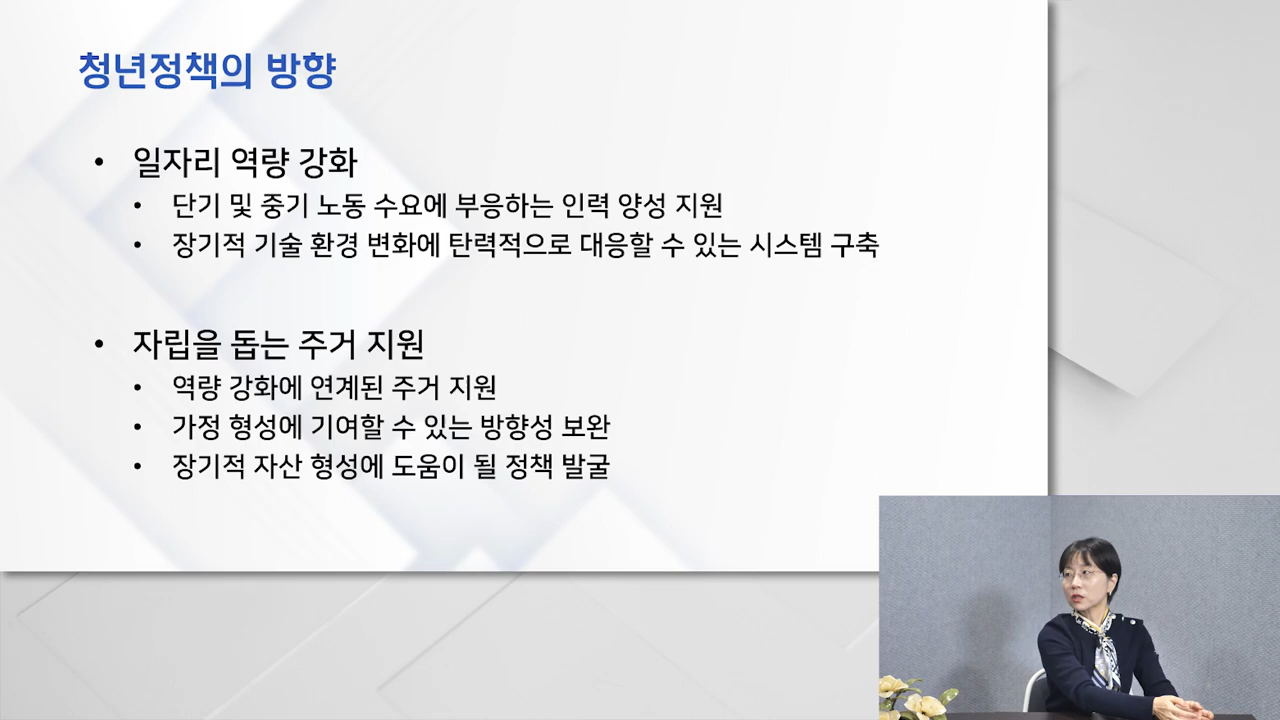 청년정책의 방향
• 일자리 역량 강화
• 단기 및 중기 노동 수요에 부응하는 인력 양성 지원
• 장기적 기술 환경 변화에 탄력적으로 대응할 수 있는 시스템 구축
• 자립을 돕는 주거 지원
• 역량 강화에 연계된 주거 지원
• 가정 형성에 기여할 수 있는 방향성 보완
• 장기적 자산 형성에 도움이 될 정책 발굴